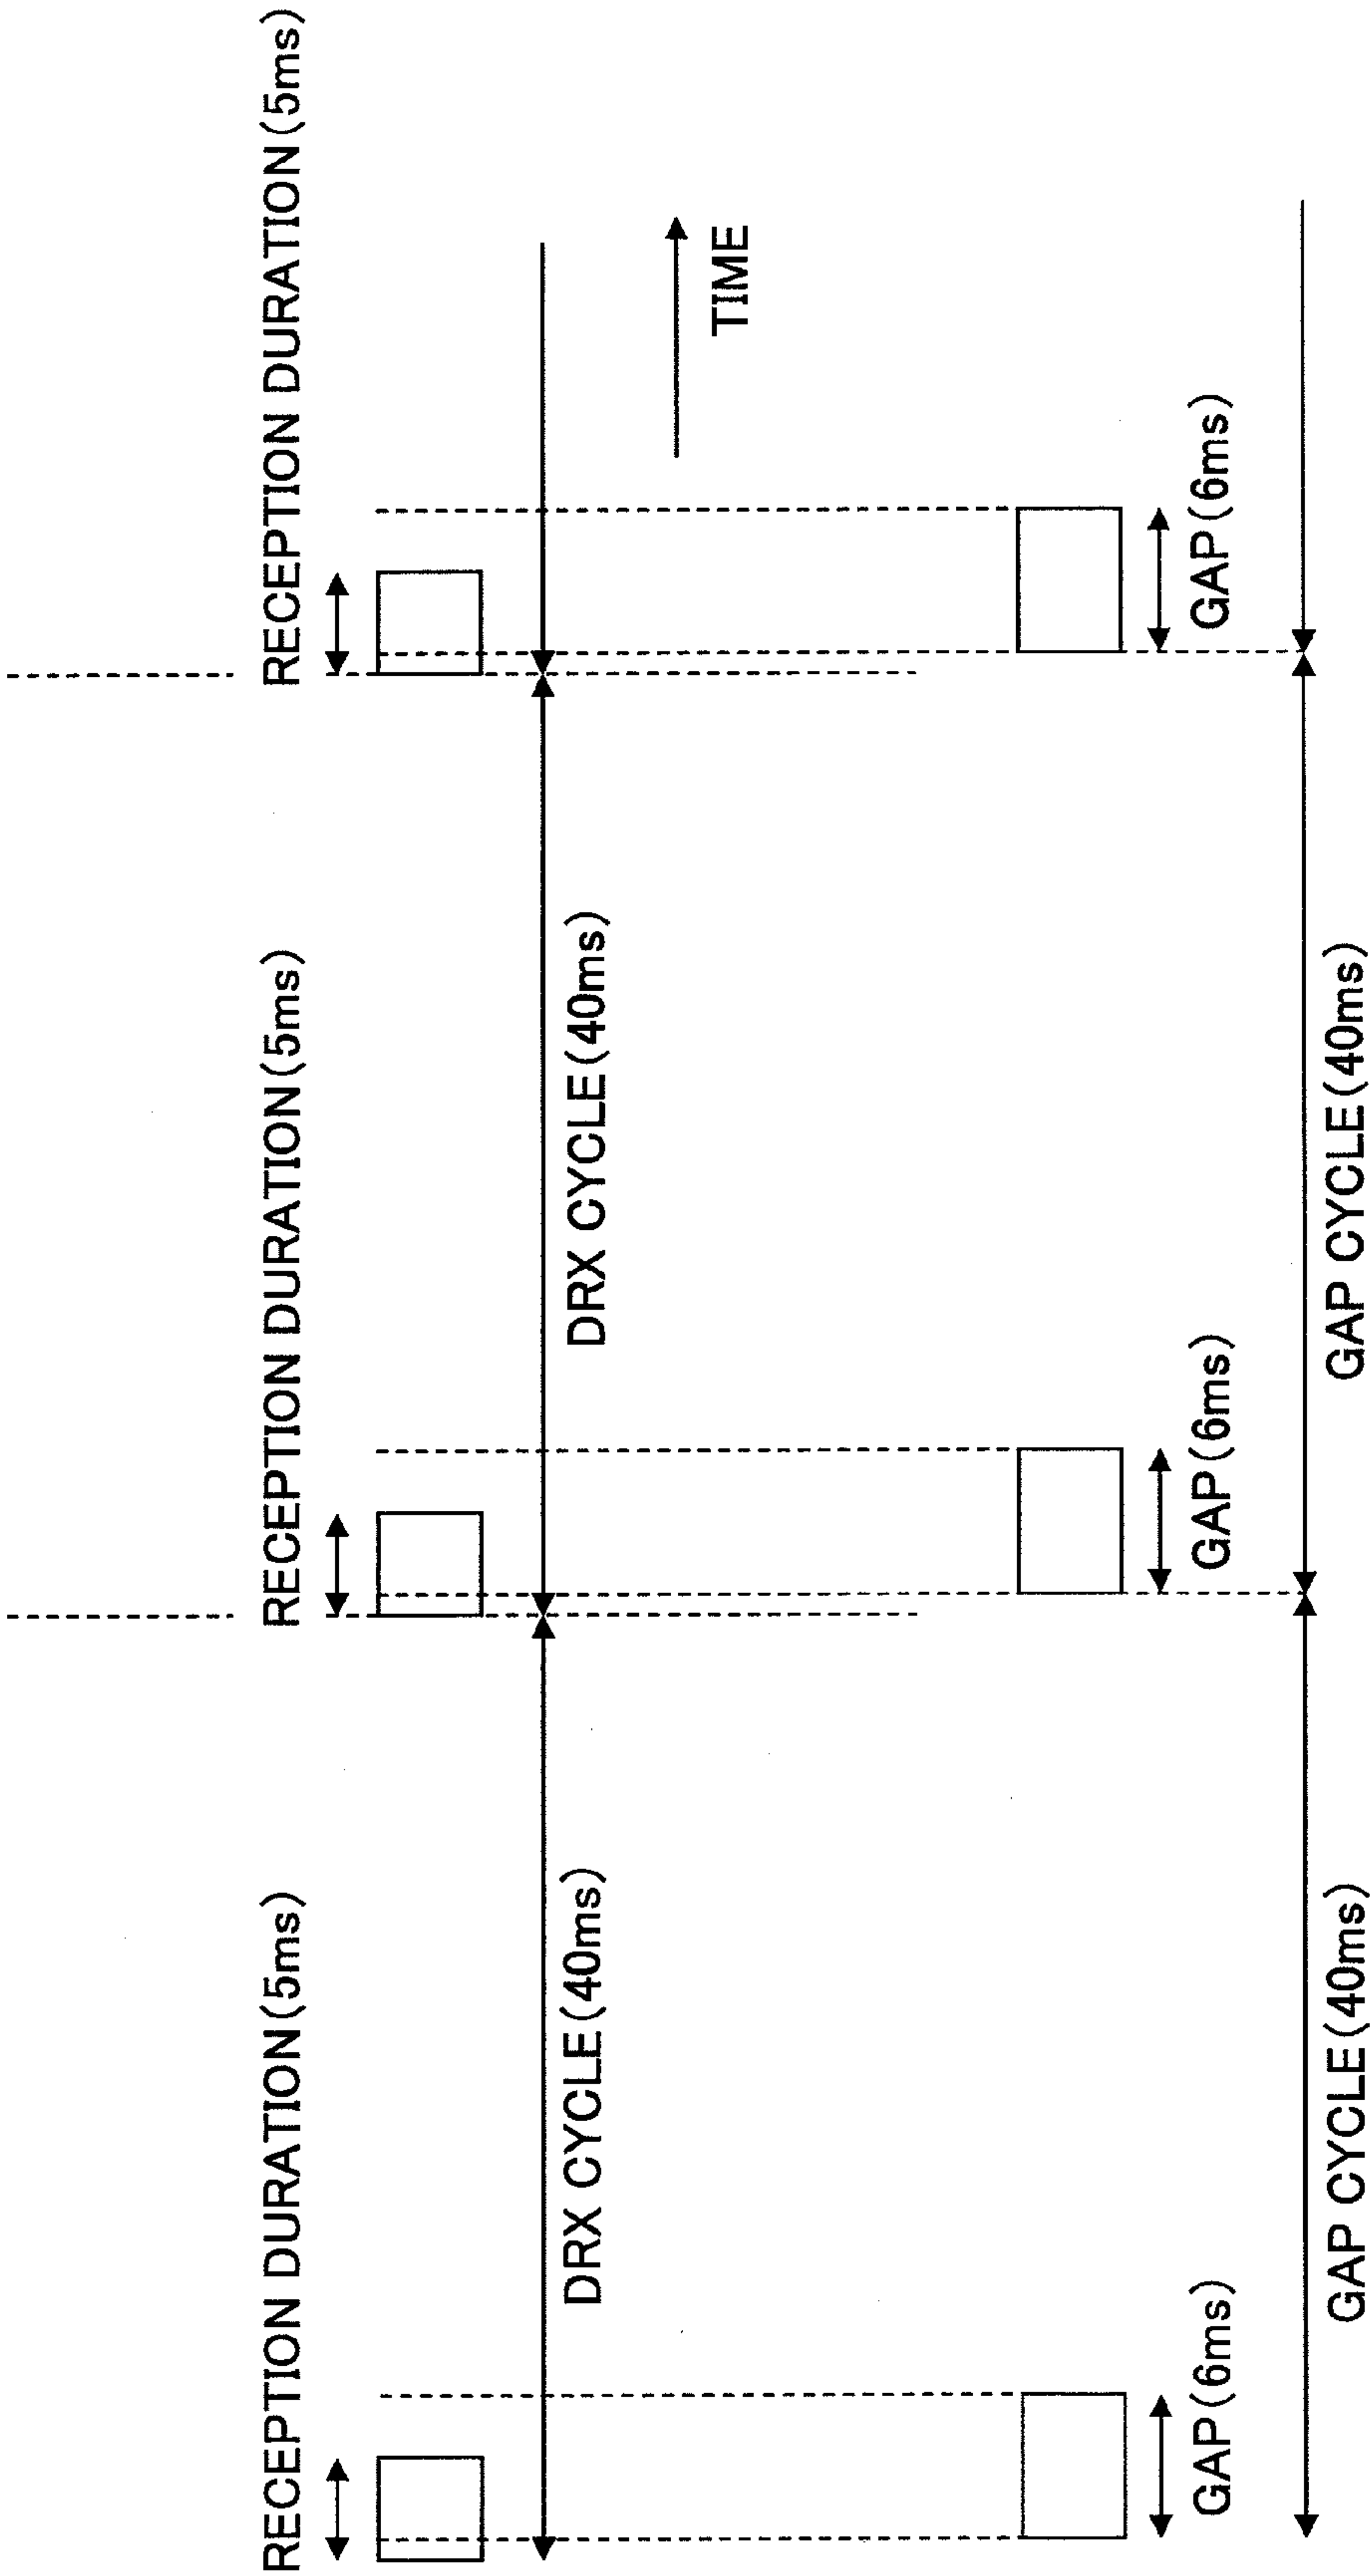 RECEPTION DURATION(5ms)
RECEPTION DURATION(5ms)
RECEPTION DURATION(5ms)
DRX CYCLE(40ms)
DRX CYCLE(40ms)
TIME
GAP(6ms)
GAP(6ms)
GAP(6ms)
GAP CYCLE(40ms)
GAP CYCLE(40ms)